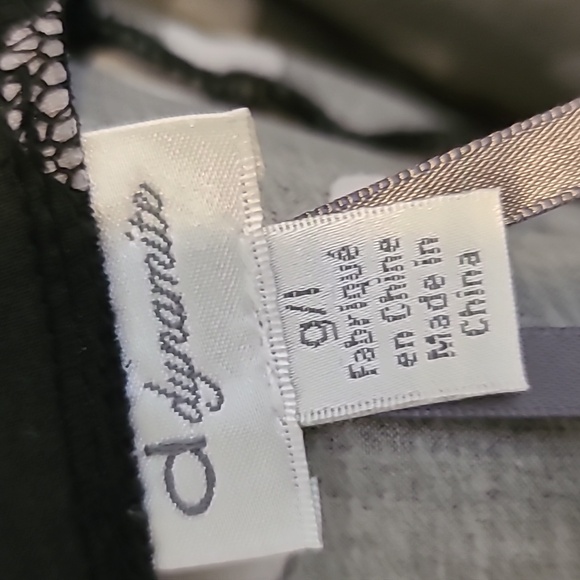 d dynamite
g/l
Fabriqué
en Chine
Made in
China